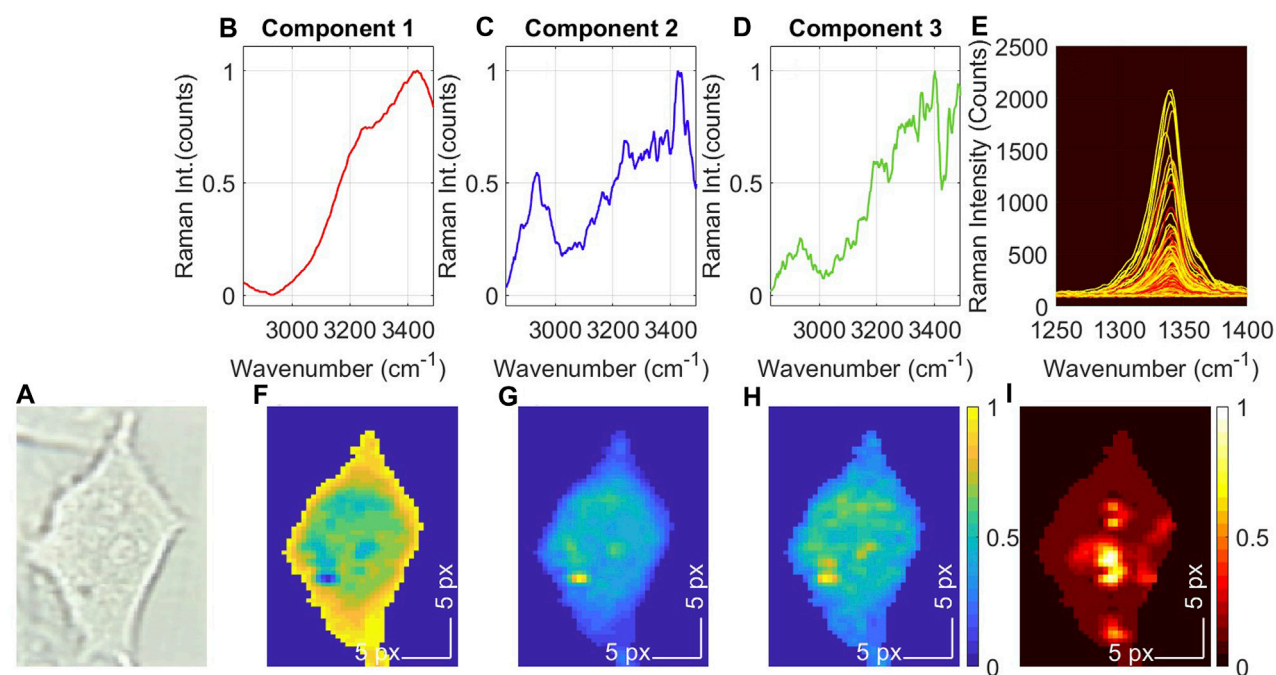 B Component 1
C Component 2
D Component 3
E
Raman Int.(counts)
1
0.5
0
3000 3200 3400
Wavenumber (cm-1)
Raman Int.(counts)
1
0.5
0
3000 3200 3400
Wavenumber (cm-1)
Raman Int.(counts)
1
0.5
0
3000 3200 3400
Wavenumber (cm-1)
Raman Intensity (Counts)
2500
2000
1500
1000
500
0
1250 1300 1350 1400
Wavenumber (cm-1)
A
F
5 px
5 px
G
5 px
5 px
H
5 px
5 px
1
0.5
0
I
5 px
5 px
1
0.5
0